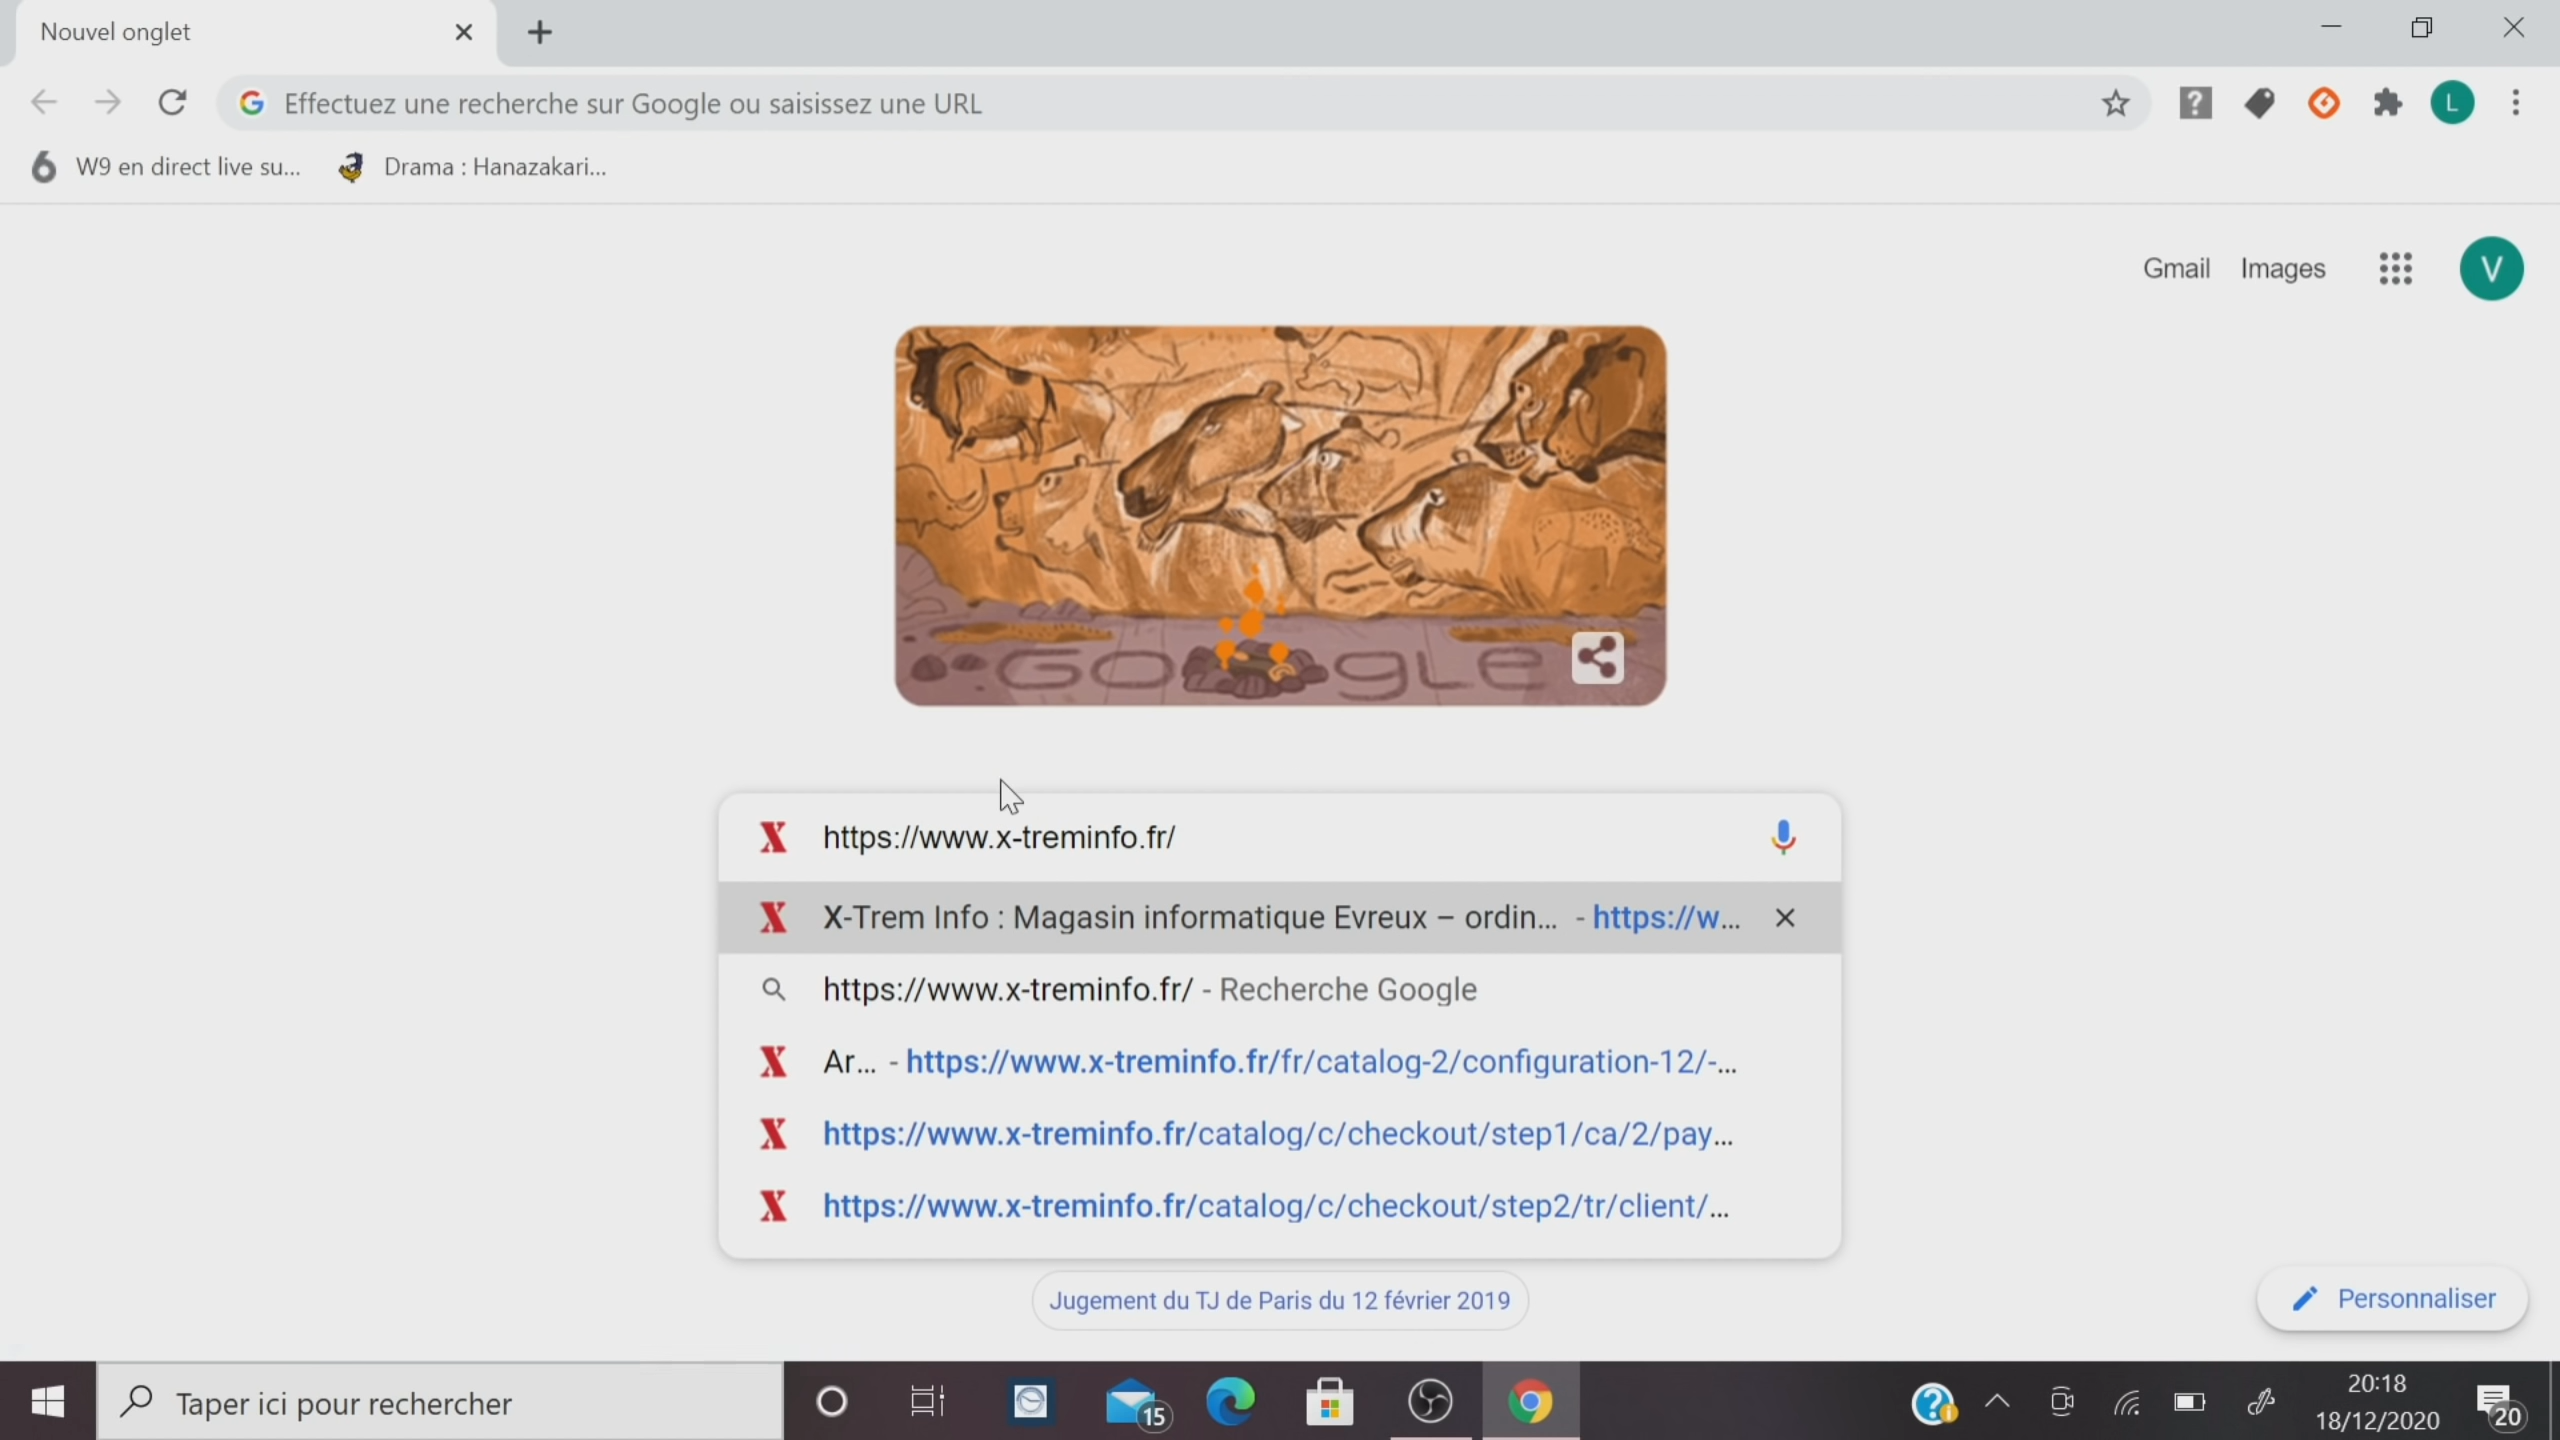 Nouvel onglet
Effectuez une recherche sur Google ou saisissez une URL
L
W9 en direct live su...
Drama : Hanazakari...
Gmail
Images
V
GOOGLE
https://www.x-treminfo.fr/
X-Trem Info : Magasin informatique Evreux – ordin... - https://w...
https://www.x-treminfo.fr/ - Recherche Google
Ar... - https://www.x-treminfo.fr/fr/catalog-2/configuration-12/-...
https://www.x-treminfo.fr/catalog/c/checkout/step1/ca/2/pay...
https://www.x-treminfo.fr/catalog/c/checkout/step2/tr/client/...
Jugement du TJ de Paris du 12 février 2019
Personnaliser
Taper ici pour rechercher
15
20:18
18/12/2020
20